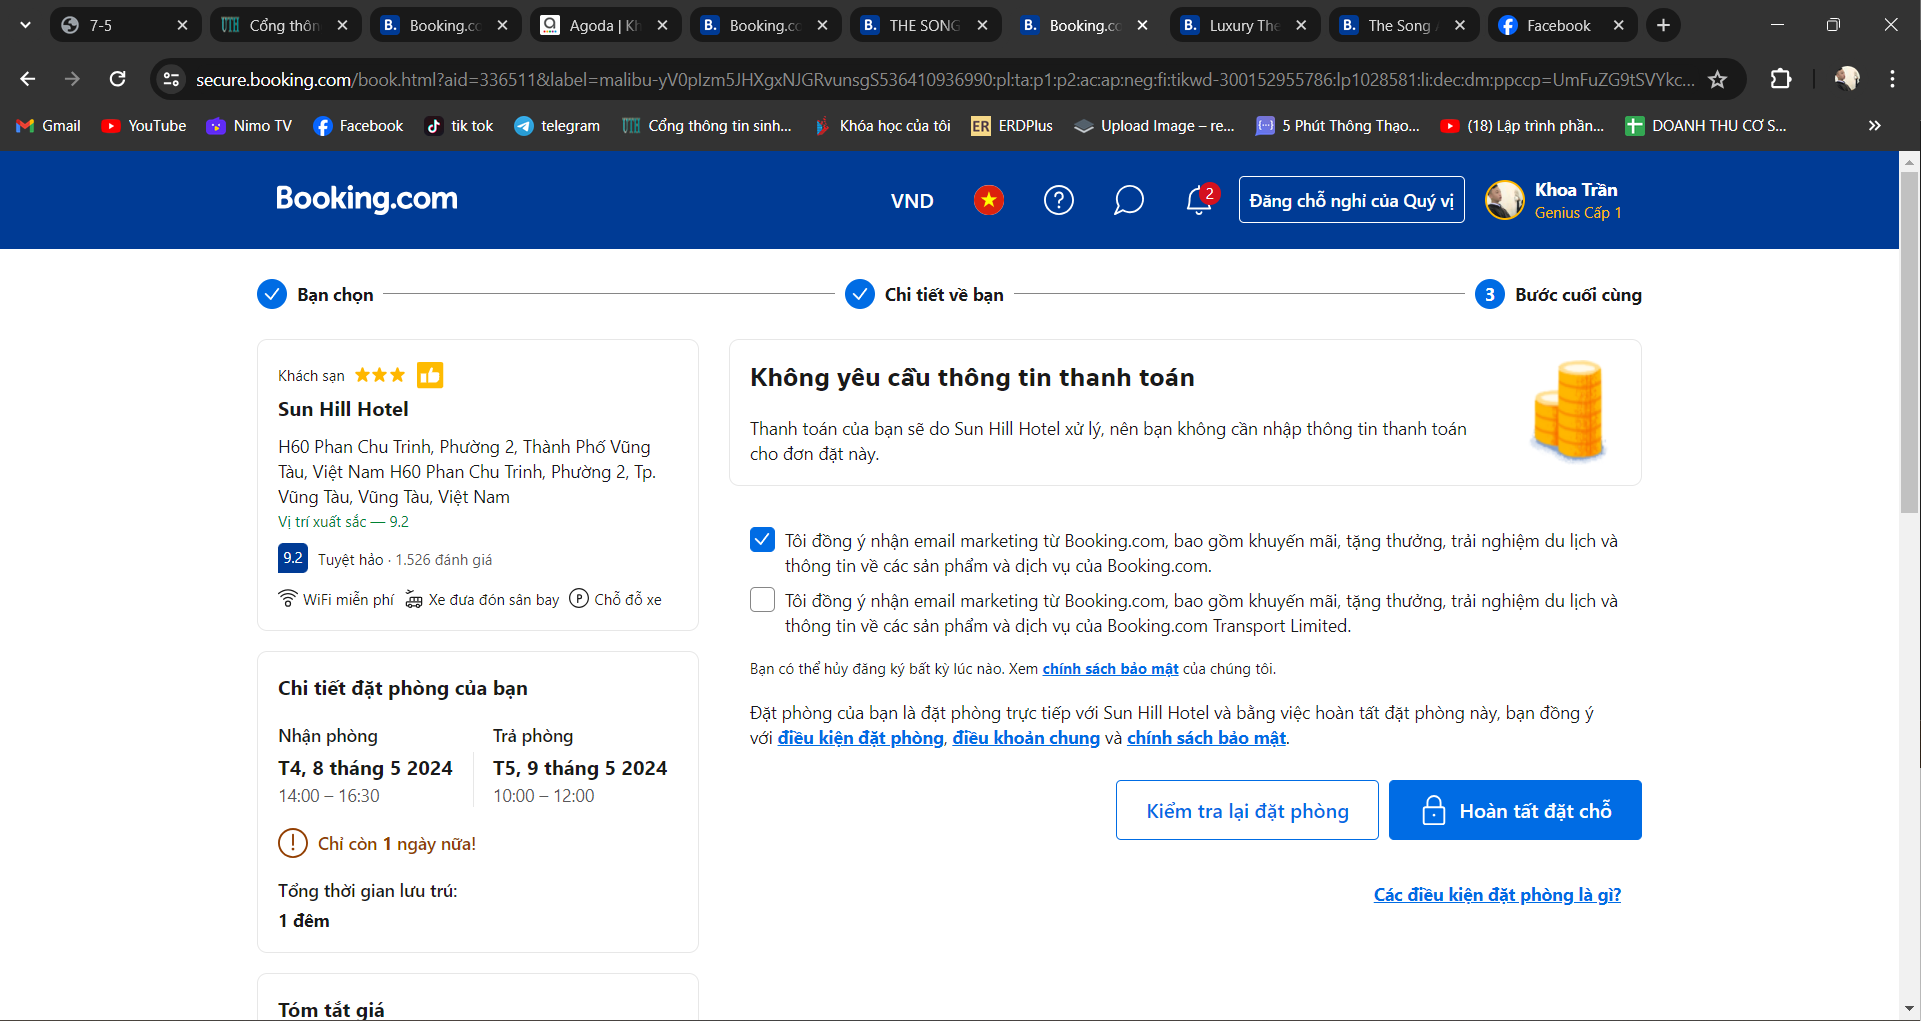 7-5
Cổng thôn
Booking.co
Agoda | Kh
Booking.co
THE SONG
Booking.co
Luxury The
The Song
Facebook
secure.booking.com/book.html?aid=336511&label=malibu-yV0pIzm5JHXgxNJGRvunsgS536410936990:pl:ta:p1:p2:ac:ap:neg:fi:tikwd-300152955786:lp1028581:li:dec:dm:ppccp=UmFuZG9tSVYkc...
Gmail
YouTube
Nimo TV
Facebook
tik tok
telegram
Cổng thông tin sinh...
Khóa học của tôi
ER ERDPlus
Upload Image – re...
5 Phút Thông Thạo...
(18) Lập trình phần...
DOANH THU CƠ S...
Booking.com
VND
2
Đăng chỗ nghỉ của Quý vị
Khoa Trần
Genius Cấp 1
Bạn chọn
Chi tiết về bạn
3 Bước cuối cùng
Khách sạn
Sun Hill Hotel
H60 Phan Chu Trinh, Phường 2, Thành Phố Vũng
Tàu, Việt Nam H60 Phan Chu Trinh, Phường 2, Tp.
Vũng Tàu, Vũng Tàu, Việt Nam
Vị trí xuất sắc — 9.2
9.2 Tuyệt hảo · 1.526 đánh giá
WiFi miễn phí Xe đưa đón sân bay P Chỗ đỗ xe
Chi tiết đặt phòng của bạn
Nhận phòng
T4, 8 tháng 5 2024
14:00 – 16:30
Trả phòng
T5, 9 tháng 5 2024
10:00 – 12:00
Chỉ còn 1 ngày nữa!
Tổng thời gian lưu trú:
1 đêm
Tóm tắt giá
Không yêu cầu thông tin thanh toán
Thanh toán của bạn sẽ do Sun Hill Hotel xử lý, nên bạn không cần nhập thông tin thanh toán
cho đơn đặt này.
Tôi đồng ý nhận email marketing từ Booking.com, bao gồm khuyến mãi, tặng thưởng, trải nghiệm du lịch và
thông tin về các sản phẩm và dịch vụ của Booking.com.
Tôi đồng ý nhận email marketing từ Booking.com, bao gồm khuyến mãi, tặng thưởng, trải nghiệm du lịch và
thông tin về các sản phẩm và dịch vụ của Booking.com Transport Limited.
Bạn có thể hủy đăng ký bất kỳ lúc nào. Xem chính sách bảo mật của chúng tôi.
Đặt phòng của bạn là đặt phòng trực tiếp với Sun Hill Hotel và bằng việc hoàn tất đặt phòng này, bạn đồng ý
với điều kiện đặt phòng, điều khoản chung và chính sách bảo mật.
Kiểm tra lại đặt phòng
Hoàn tất đặt chỗ
Các điều kiện đặt phòng là gì?